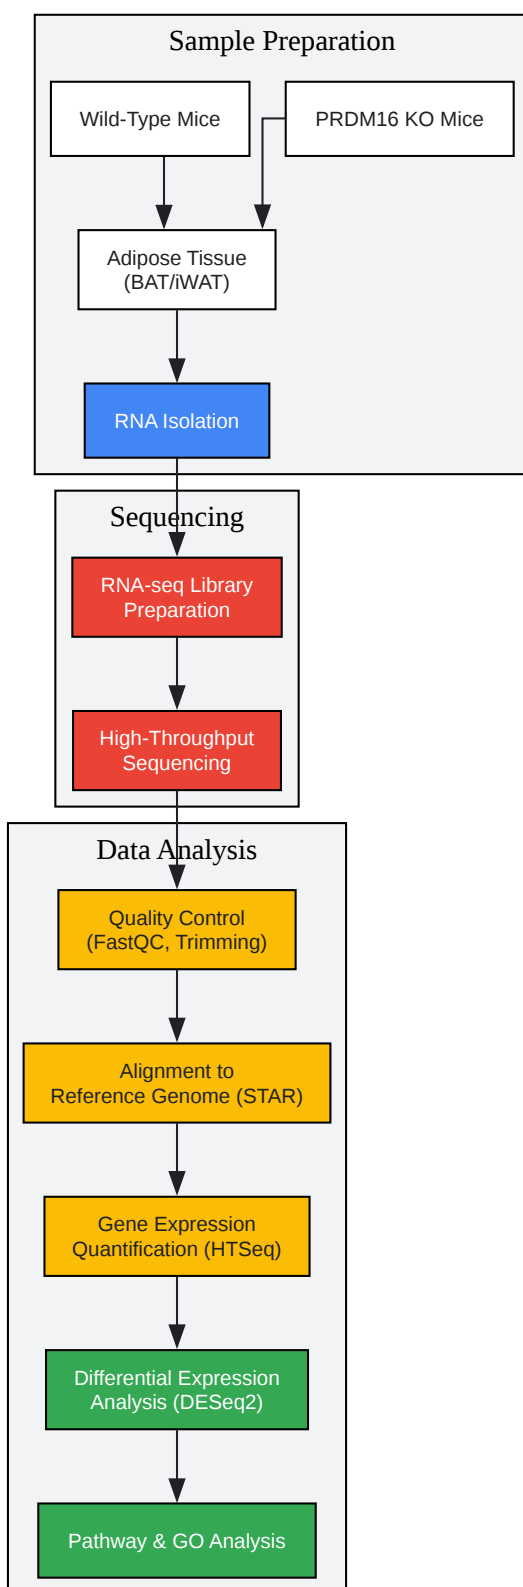 Sample Preparation
Wild-Type Mice
PRDM16 KO Mice
Adipose Tissue
(BAT/iWAT)
RNA Isolation
Sequencing
RNA-seq Library
Preparation
High-Throughput
Sequencing
Data Analysis
Quality Control
(FastQC, Trimming)
Alignment to
Reference Genome (STAR)
Gene Expression
Quantification (HTSeq)
Differential Expression
Analysis (DESeq2)
Pathway & GO Analysis